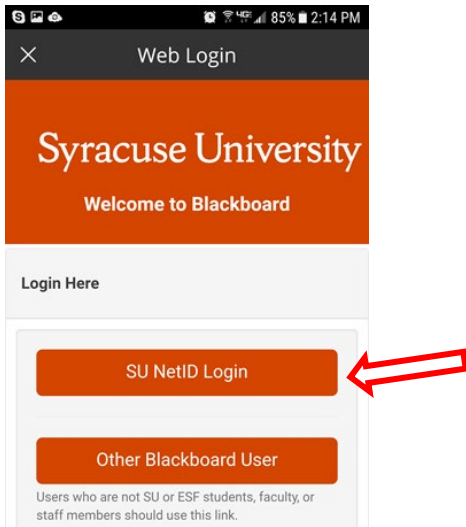 85% 2:14 PM
Web Login
Syracuse University
Welcome to Blackboard
Login Here
SU NetID Login
Other Blackboard User
Users who are not SU or ESF students, faculty, or
staff members should use this link.